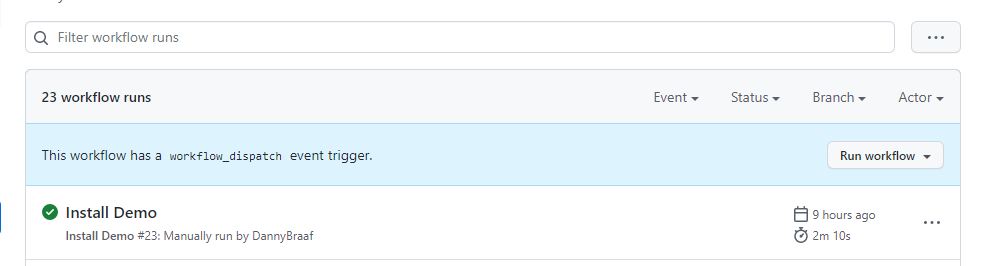 Filter workflow runs
23 workflow runs Event Status Branch Actor
This workflow has a workflow_dispatch event trigger. Run workflow
Install Demo
9 hours ago
Install Demo #23: Manually run by DannyBraaf
2m 10s